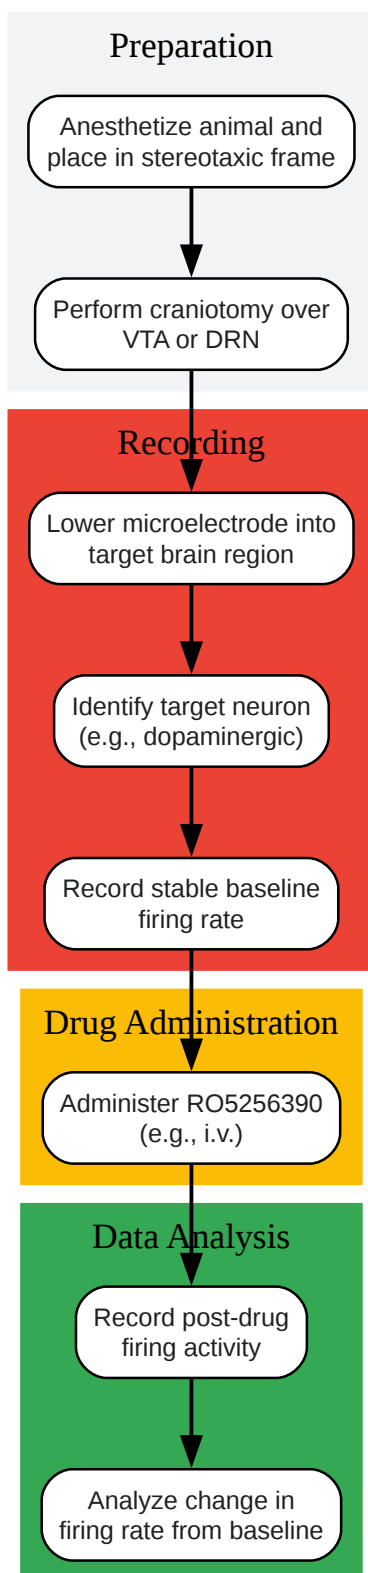 Preparation
Anesthetize animal and
place in stereotaxic frame
Perform craniotomy over
VTA or DRN
Recording
Lower microelectrode into
target brain region
Identify target neuron
(e.g., dopaminergic)
Record stable baseline
firing rate
Drug Administration
Administer RO5256390
(e.g., i.v.)
Data Analysis
Record post-drug
firing activity
Analyze change in
firing rate from baseline